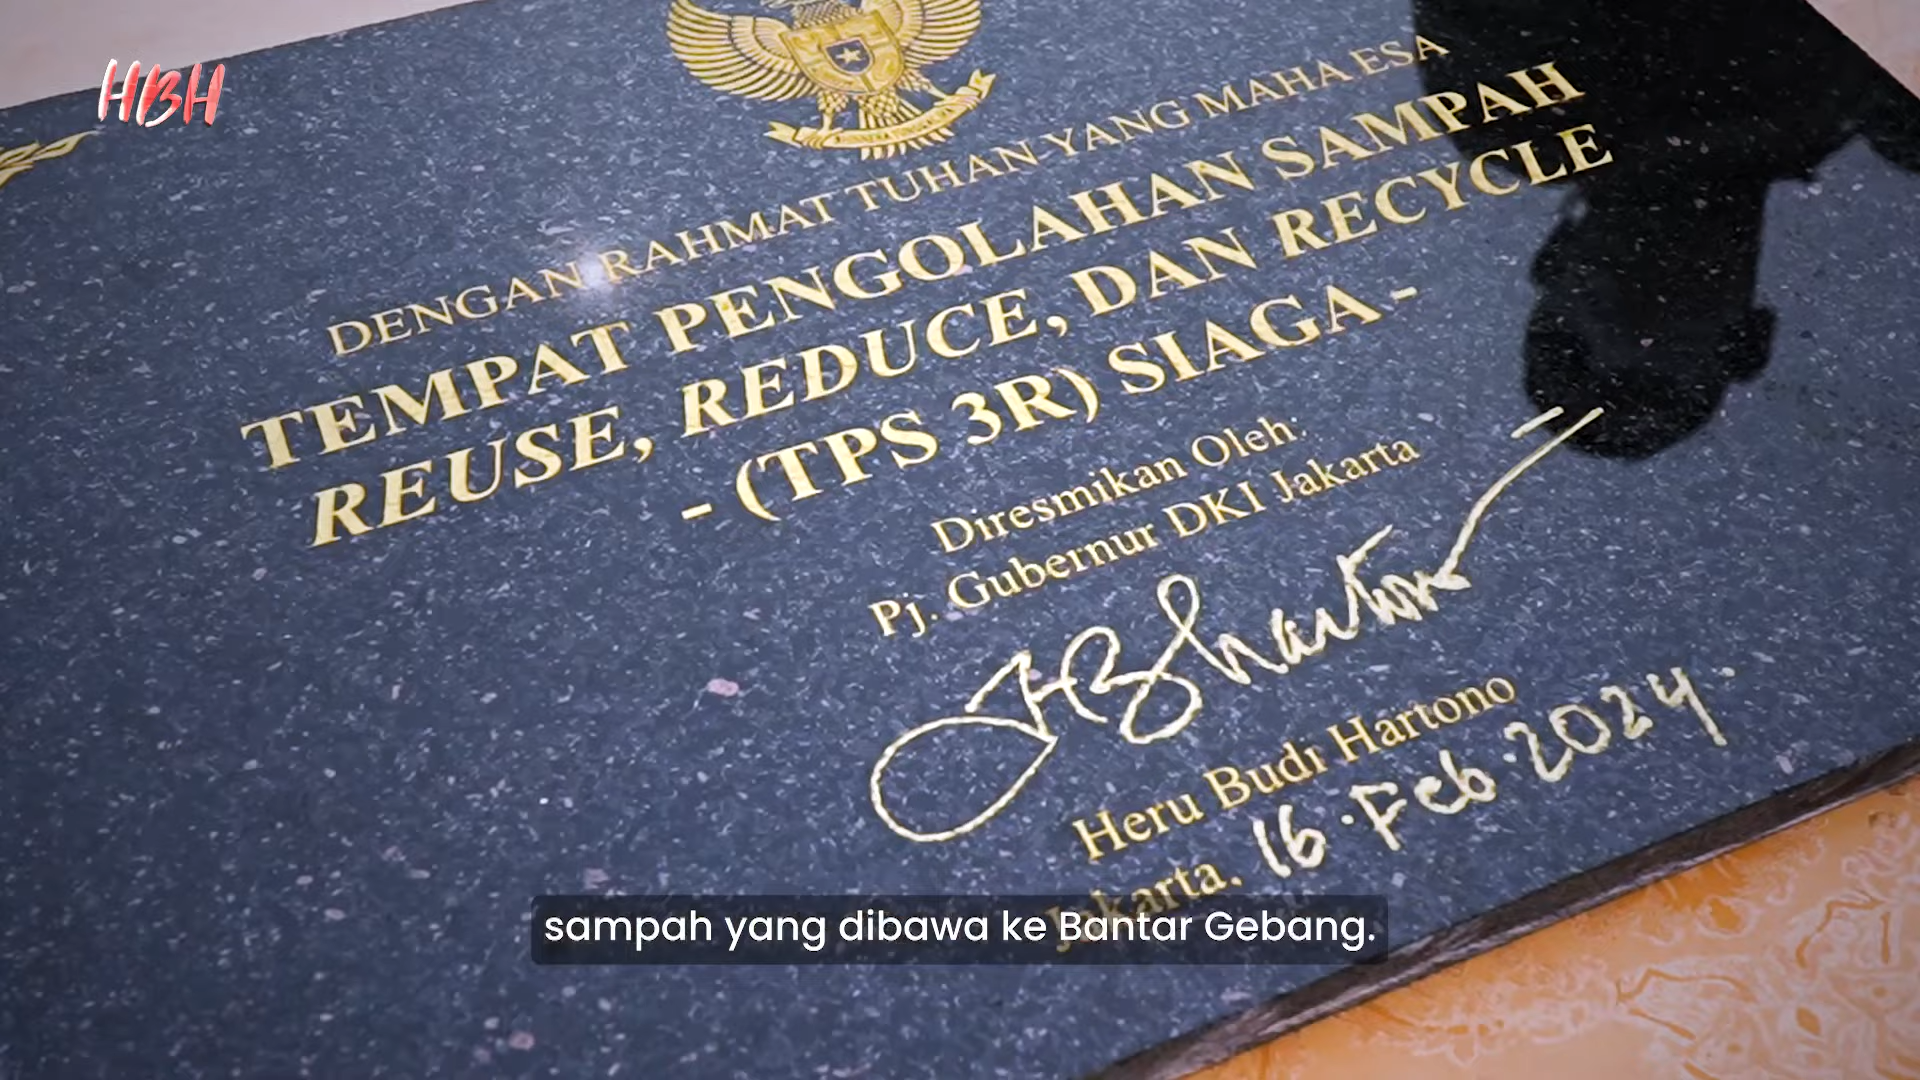 HBH
DENGAN RAHMAT TUHAN YANG MAHA ESA
TEMPAT PENGOLAHAN SAMPAH
REUSE, REDUCE, DAN RECYCLE
- (TPS 3R) SIAGA -
Diresmikan Oleh:
Pj. Gubernur DKI Jakarta
HBHartono
Heru Budi Hartono
Jakarta, 16.Feb.2024.
sampah yang dibawa ke Bantar Gebang.